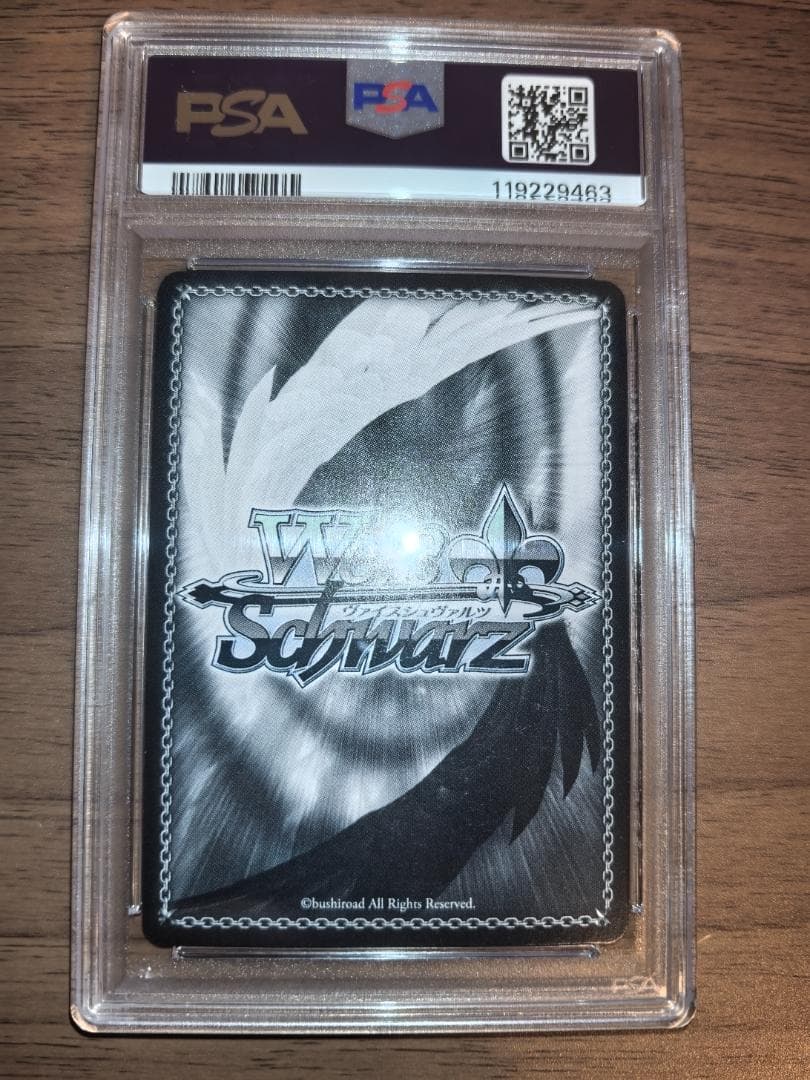 PSA
PSA
119229463
Weiß
ヴァイスシュヴァルツ
Schwarz
©bushiroad All Rights Reserved.
PSA